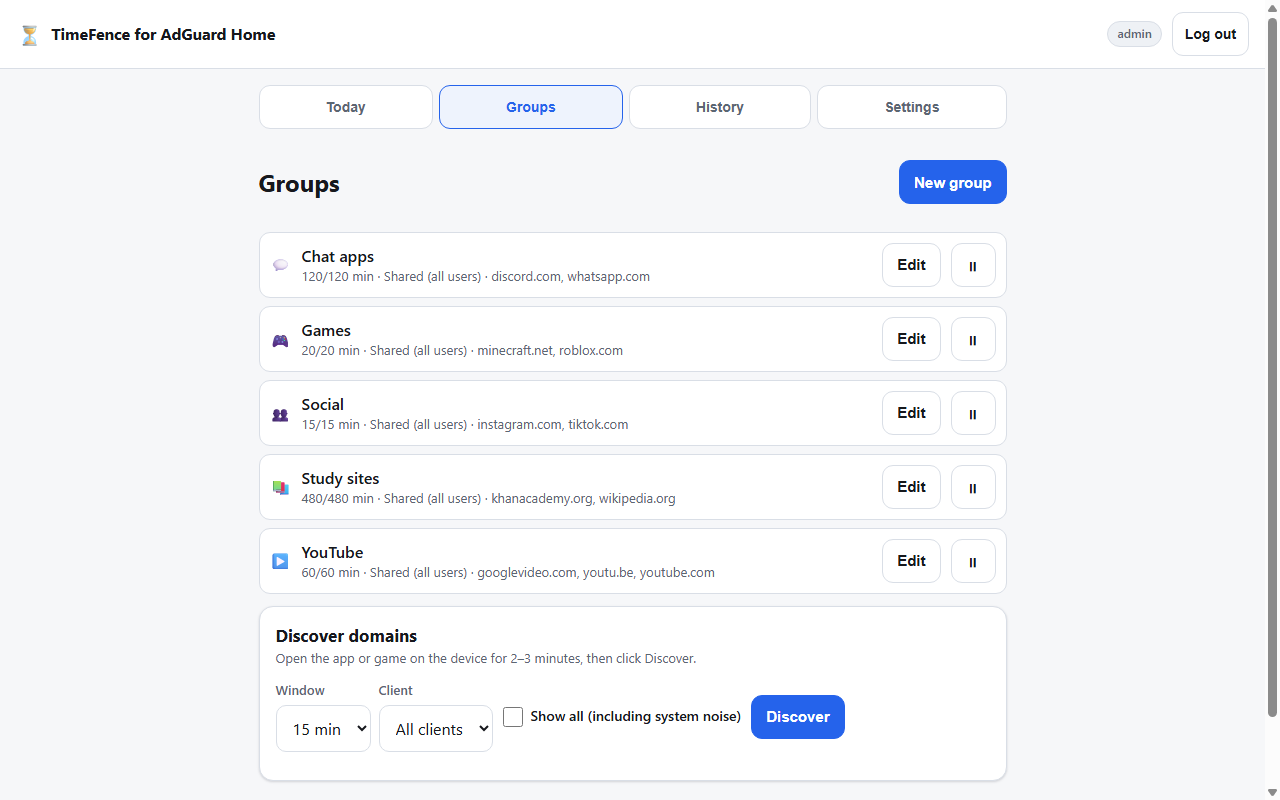 TimeFence for AdGuard Home
admin
Log out
Today
Groups
History
Settings
Groups
New group
Chat apps
120/120 min · Shared (all users) · discord.com, whatsapp.com
Edit
Games
20/20 min · Shared (all users) · minecraft.net, roblox.com
Edit
Social
15/15 min · Shared (all users) · instagram.com, tiktok.com
Edit
Study sites
480/480 min · Shared (all users) · khanacademy.org, wikipedia.org
Edit
YouTube
60/60 min · Shared (all users) · googlevideo.com, youtu.be, youtube.com
Edit
Discover domains
Open the app or game on the device for 2–3 minutes, then click Discover.
Window
Client
15 min
All clients
Show all (including system noise)
Discover